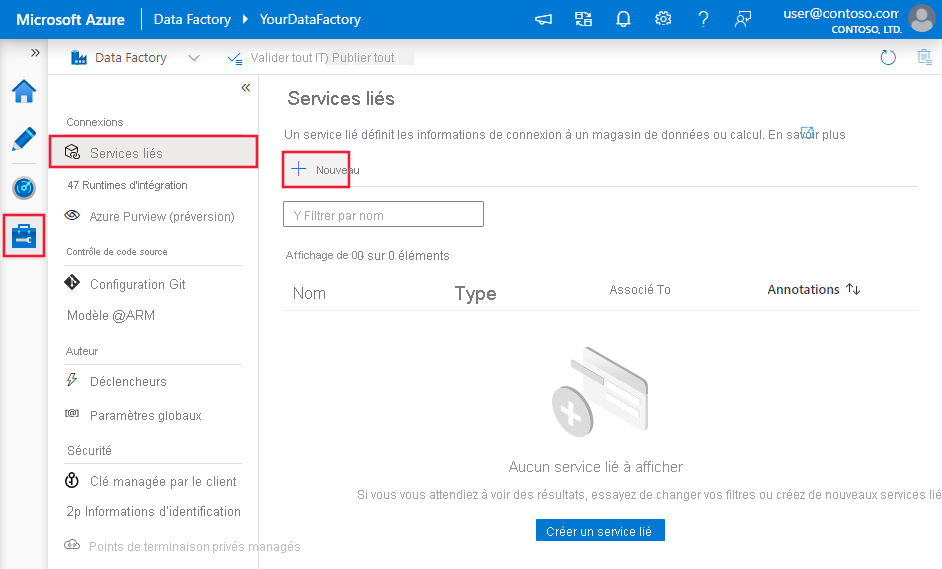 Microsoft Azure
Data Factory
YourDataFactory
user@contoso.com
CONTOSO, LTD.
Data Factory
Valider tout IT) Publier tout
Connexions
Services liés
47 Runtimes d'intégration
Azure Purview (préversion)
Contrôle de code source
Configuration Git
Modèle @ARM
Auteur
Déclencheurs
Paramètres globaux
Sécurité
Clé managée par le client
2p Informations d'identification
Points de terminaison privés managés
Services liés
Un service lié définit les informations de connexion à un magasin de données ou calcul. En savoir plus
Nouveau
Y Filtrer par nom
Affichage de 00 sur 0 éléments
Nom
Type
Associé To
Annotations
Aucun service lié à afficher
Si vous vous attendiez à voir des résultats, essayez de changer vos filtres ou créez de nouveaux services lié
Créer un service lié